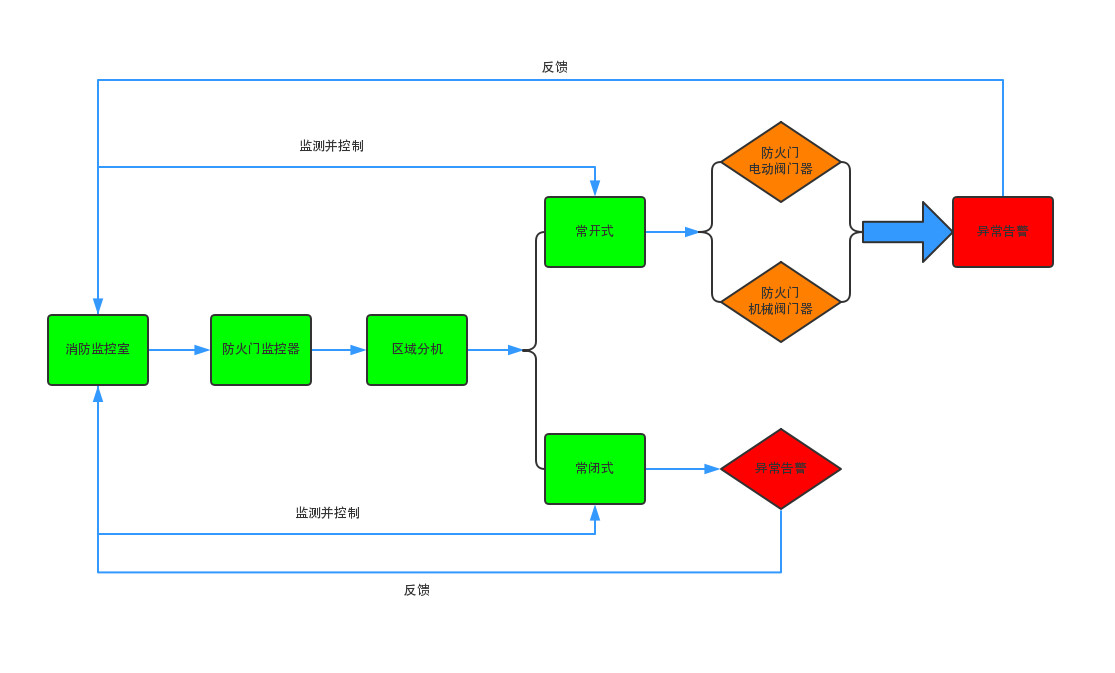 反馈
监测并控制
防火门
电动阀门器
常开式
异常告警
防火门
机械阀门器
消防监控室
防火门监控器
区域分机
常闭式
异常告警
监测并控制
反馈